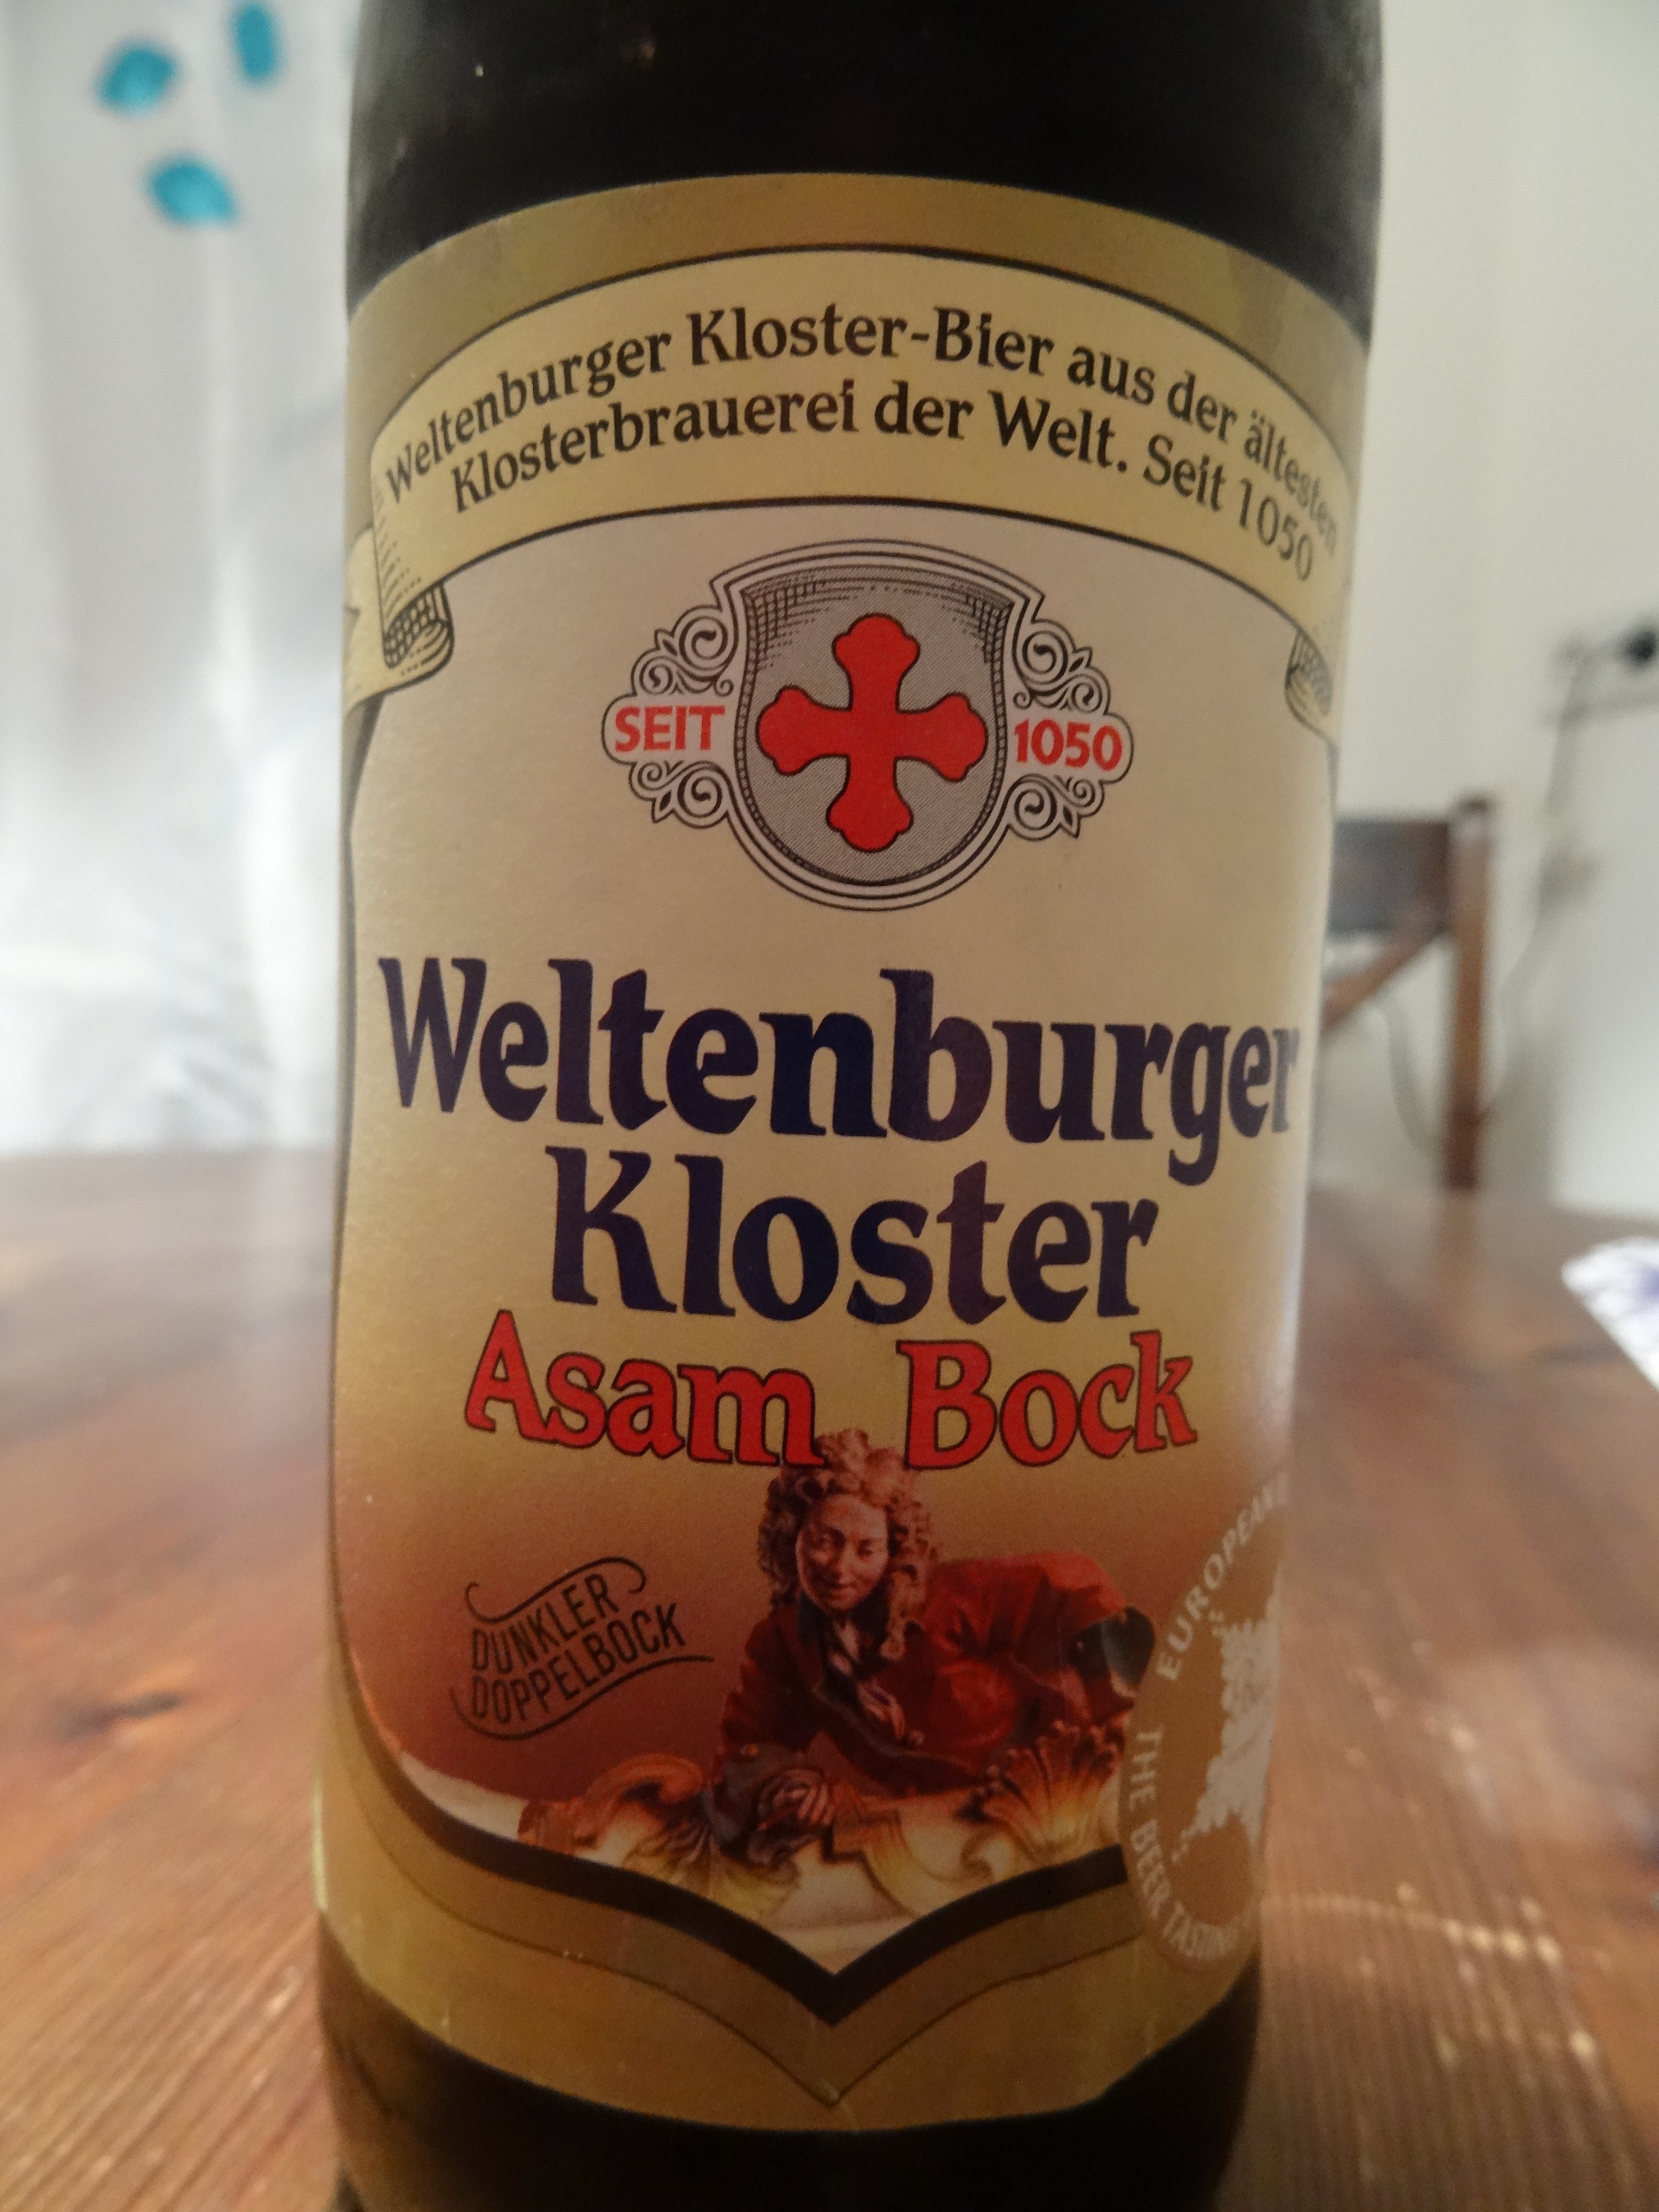 Weltenburger Kloster-Bier aus der ältesten
Klosterbrauerei der Welt. Seit 1050
SEIT 1050
Weltenburger
Kloster
Asam Bock
DUNKLER
DOPPELBOCK
EUROPEAN
THE BEER TASTING